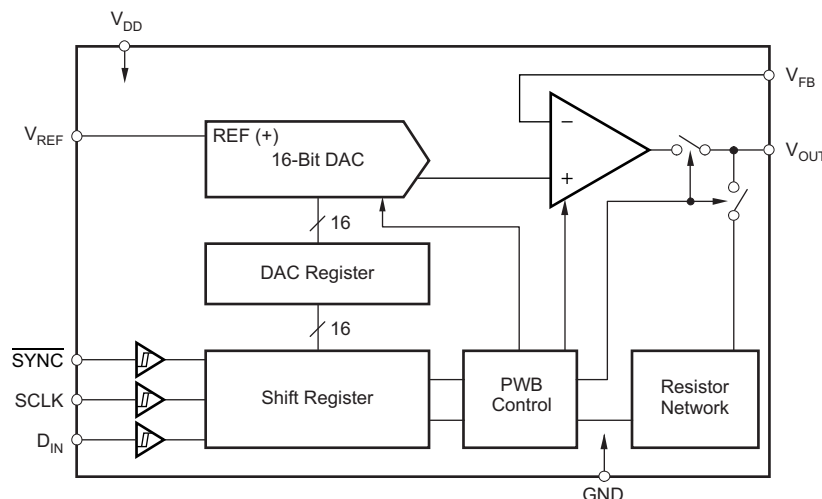 VDD
VFB
VREF
REF (+)
16-Bit DAC
−
+
VOUT
16
DAC Register
16
SYNC
SCLK
DIN
Shift Register
PWB
Control
Resistor
Network
GND